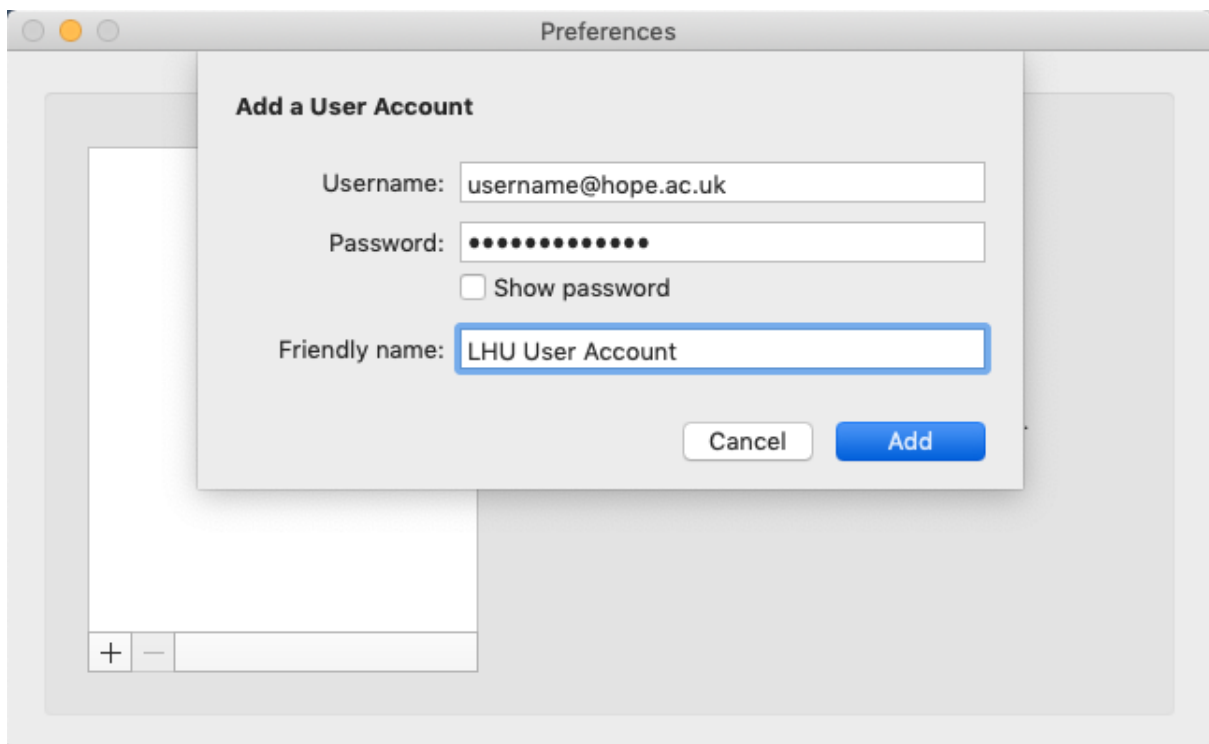 Preferences
Add a User Account
Username: username@hope.ac.uk
Password: •••••••••••••
Show password
Friendly name: LHU User Account
Cancel Add